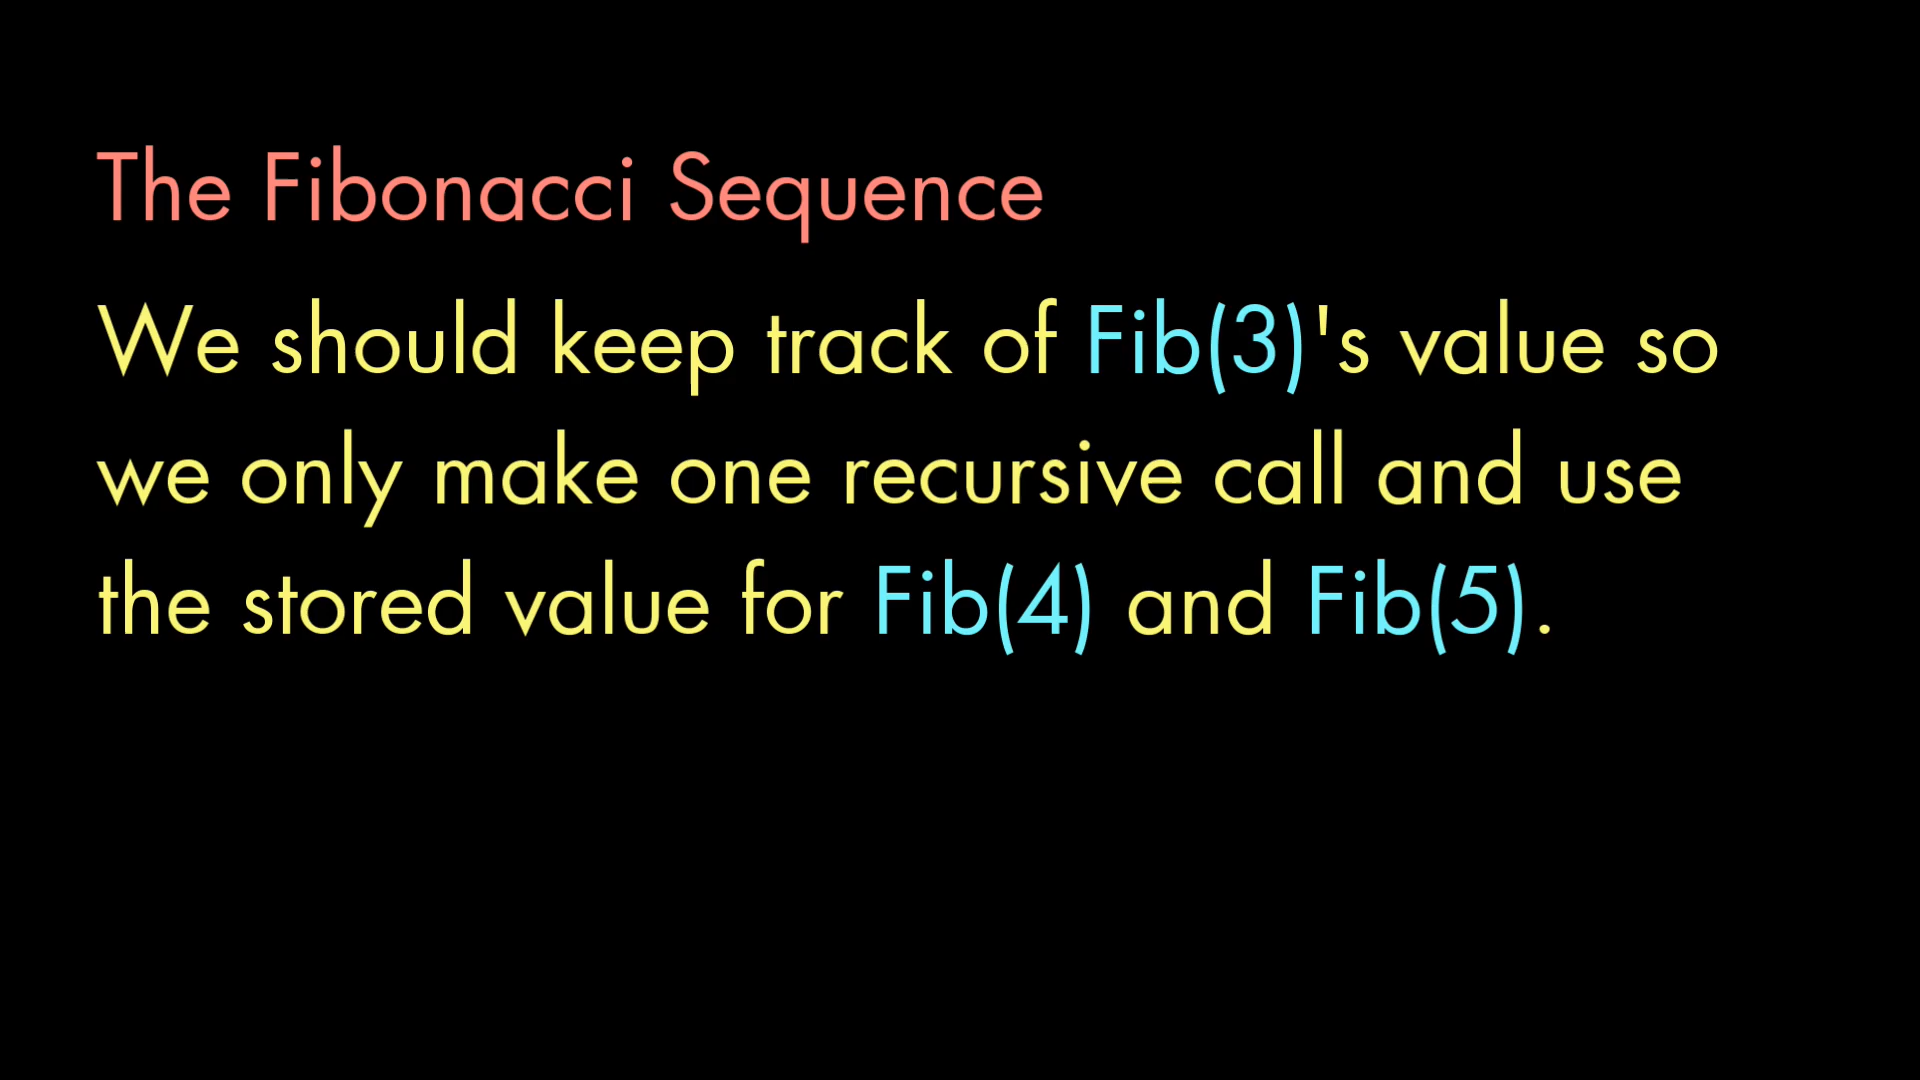 The Fibonacci Sequence
We should keep track of Fib(3)'s value so
we only make one recursive call and use
the stored value for Fib(4) and Fib(5).